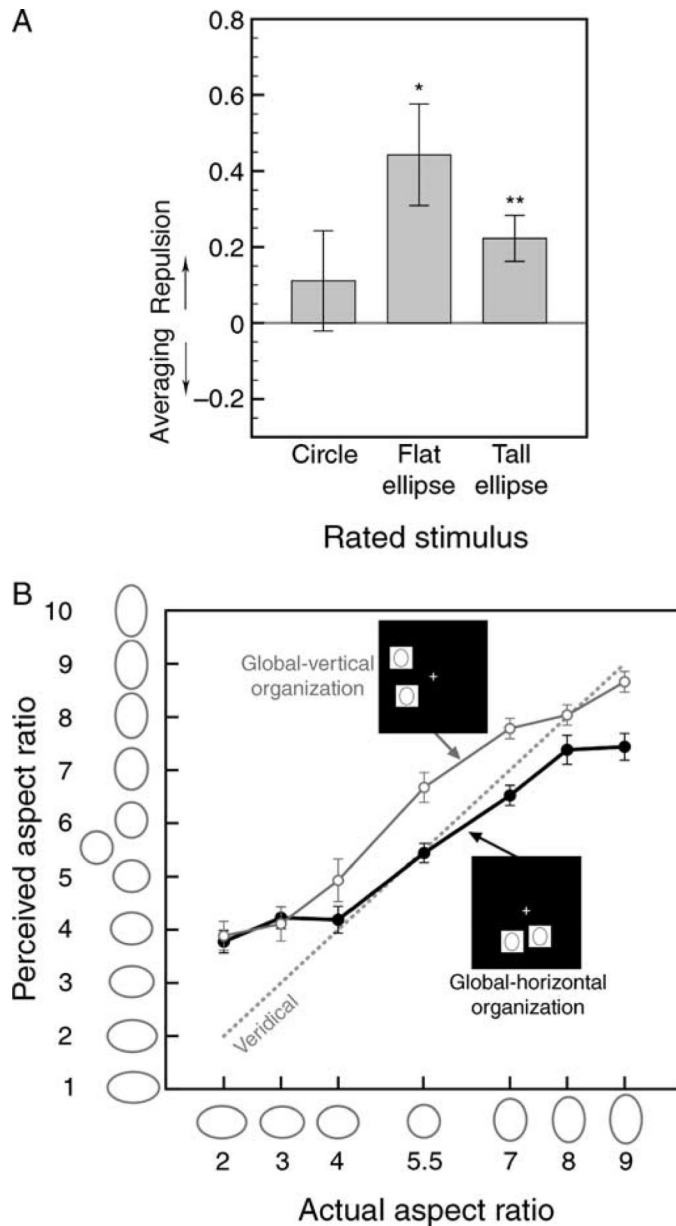 A
0.8
0.6
0.4
0.2
0
−0.2
Averaging Repulsion
*
**
Circle
Flat
ellipse
Tall
ellipse
Rated stimulus
B
10
9
8
7
6
5
4
3
2
1
Perceived aspect ratio
Global-vertical
organization
Global-horizontal
organization
Veridical
2 3 4 5.5 7 8 9
Actual aspect ratio